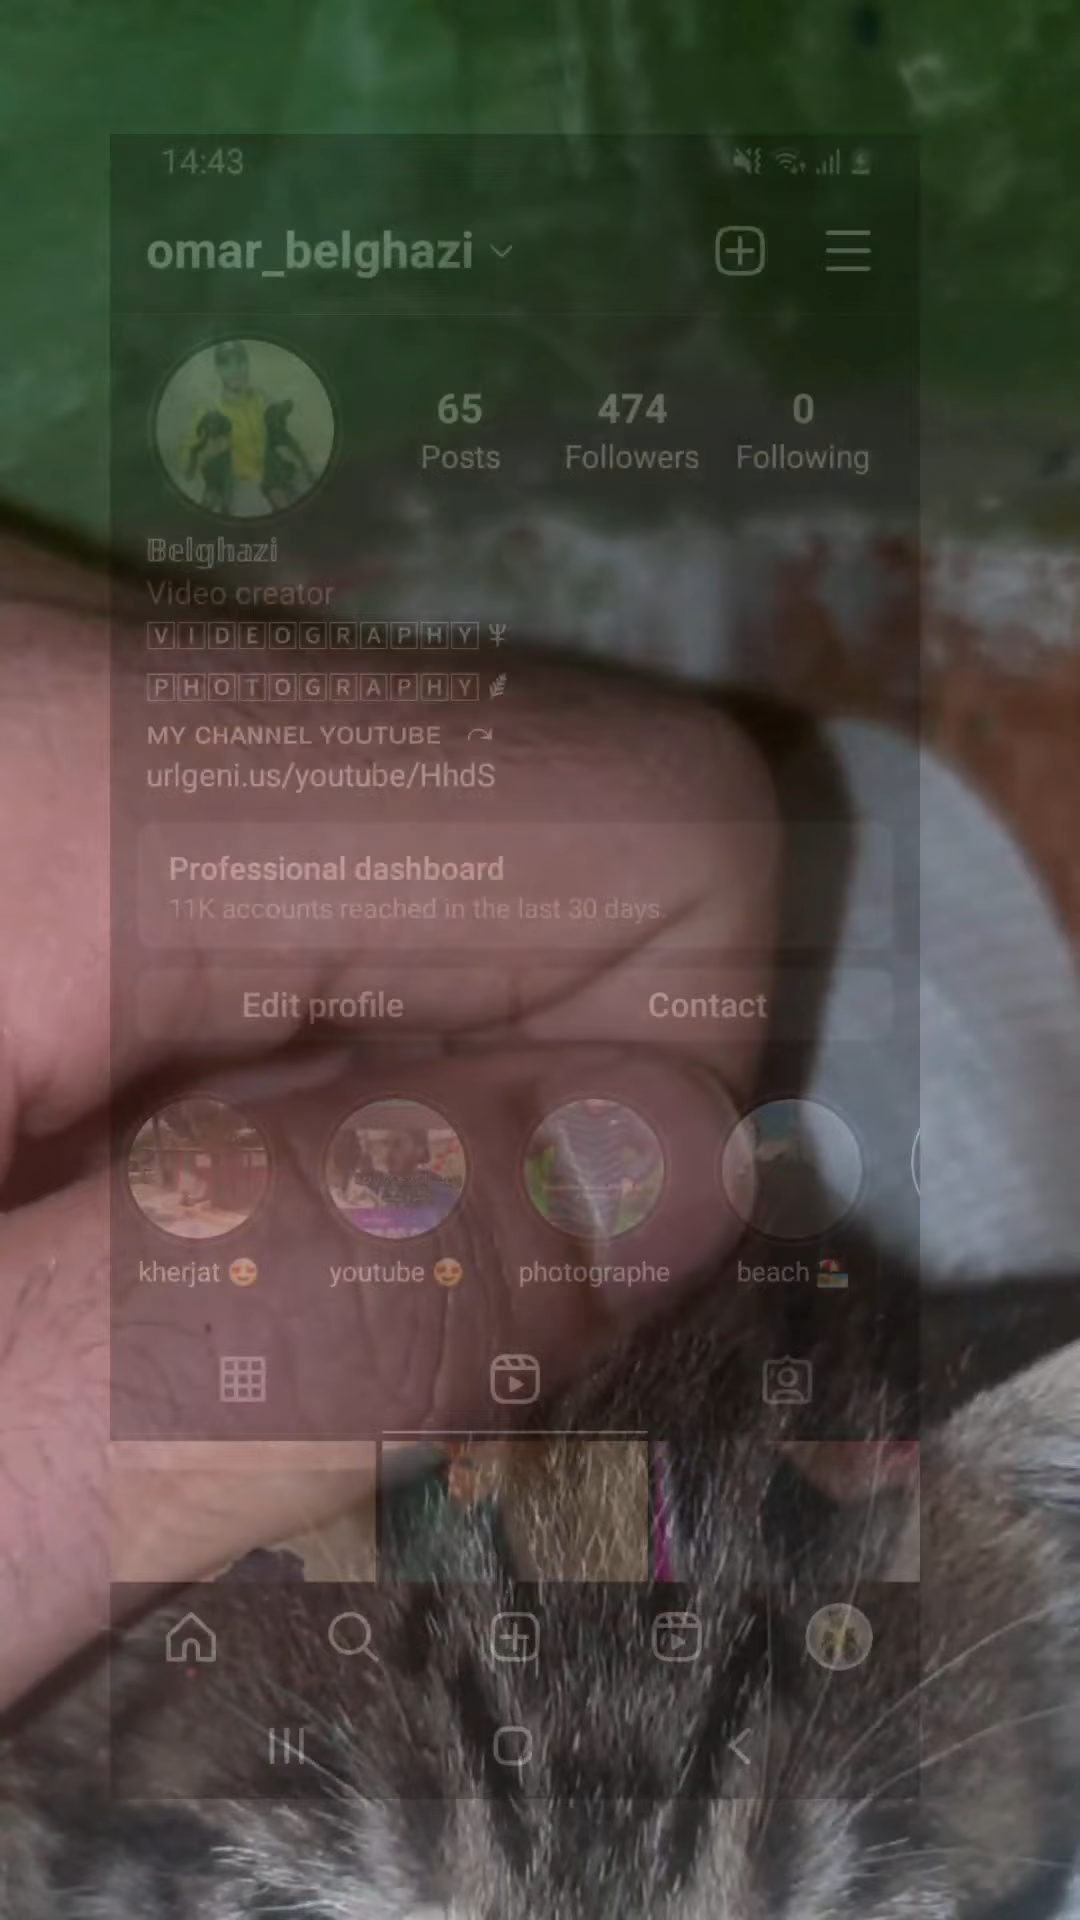 14:43
omar_belghazi
65 474 0
Posts Followers Following
𝔹𝕖𝕝𝕘𝕙𝕒𝕫𝕚
Video creator
🅅🄸🄳🄴🄾🄶🅁🄰🄿🄷🅈
🄿🄷🄾🅃🄾🄶🅁🄰🄿🄷🅈
MY CHANNEL YOUTUBE
urlgeni.us/youtube/HhdS
Professional dashboard
11K accounts reached in the last 30 days.
Edit profile Contact
kherjat 😍 youtube 😍 photographe beach 🏖️